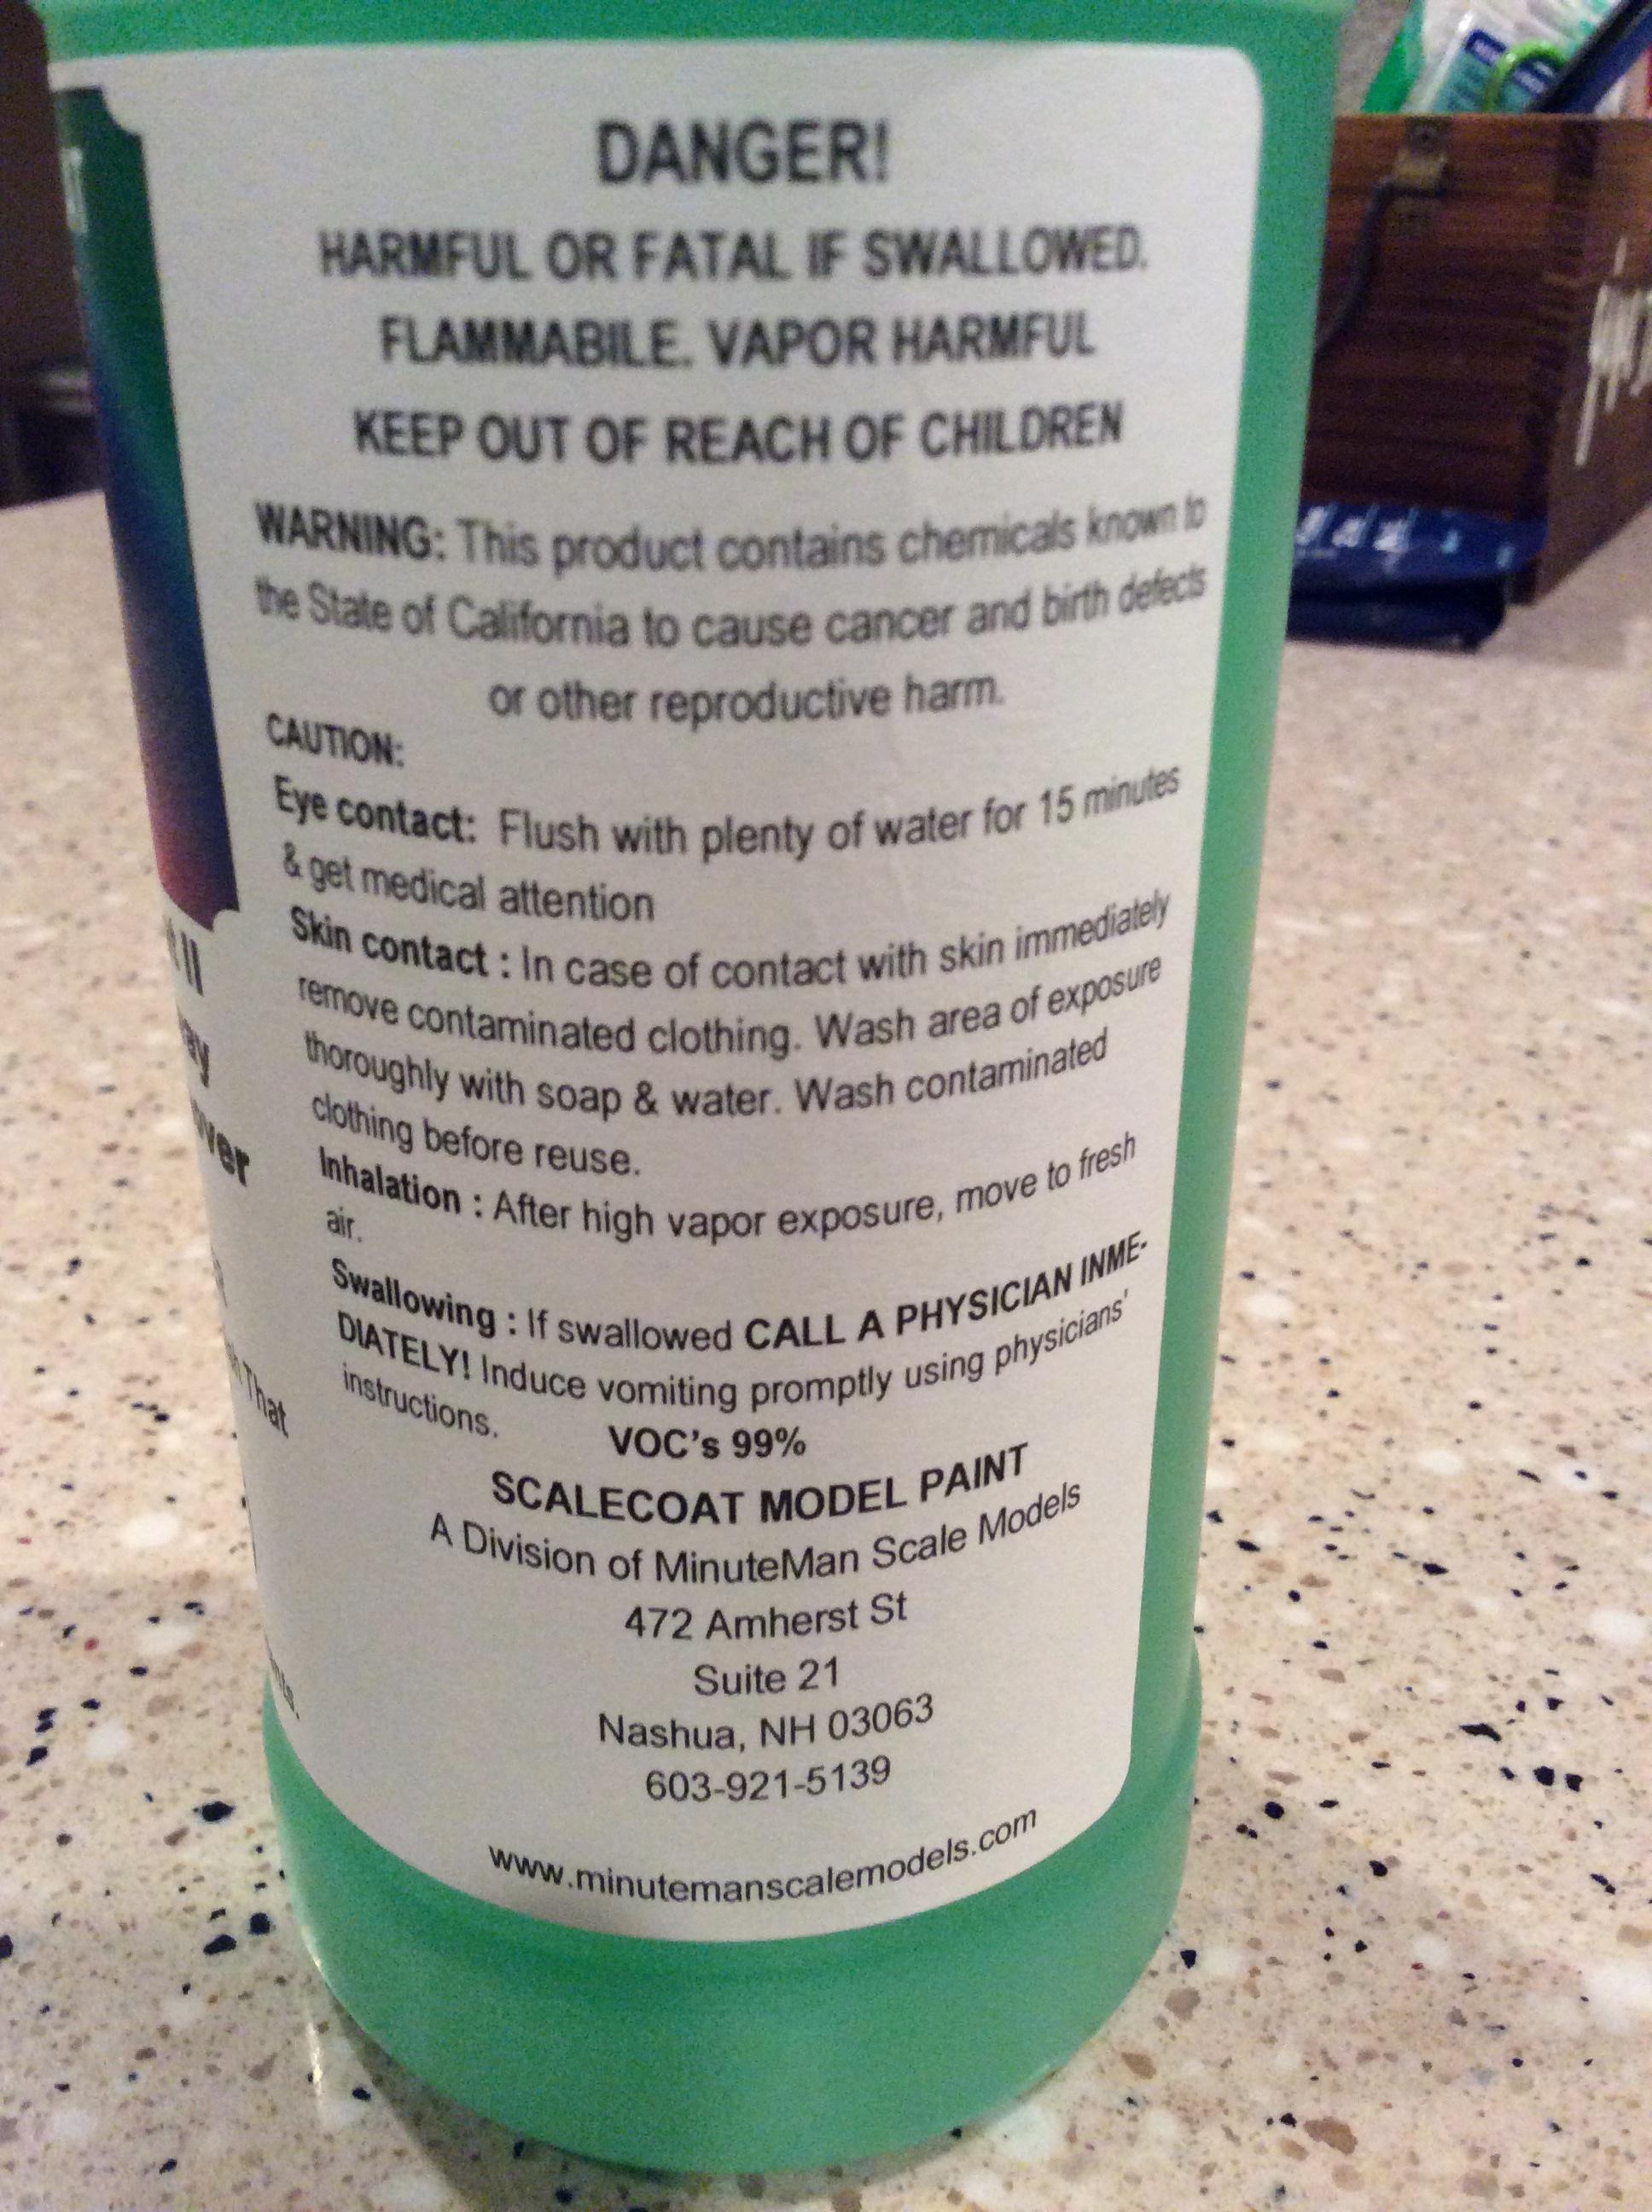 DANGER!
HARMFUL OR FATAL IF SWALLOWED.
FLAMMABILE. VAPOR HARMFUL
KEEP OUT OF REACH OF CHILDREN
WARNING: This product contains chemicals known to
the State of California to cause cancer and birth defects
or other reproductive harm.
CAUTION:
Eye contact: Flush with plenty of water for 15 minutes
& get medical attention
Skin contact : In case of contact with skin immediately
remove contaminated clothing. Wash area of exposure
thoroughly with soap & water. Wash contaminated
clothing before reuse.
Inhalation : After high vapor exposure, move to fresh
air.
Swallowing : If swallowed CALL A PHYSICIAN INME-
DIATELY! Induce vomiting promptly using physicians'
instructions.
VOC's 99%
SCALECOAT MODEL PAINT
A Division of MinuteMan Scale Models
472 Amherst St
Suite 21
Nashua, NH 03063
603-921-5139
www.minutemanscalemodels.com
II
That